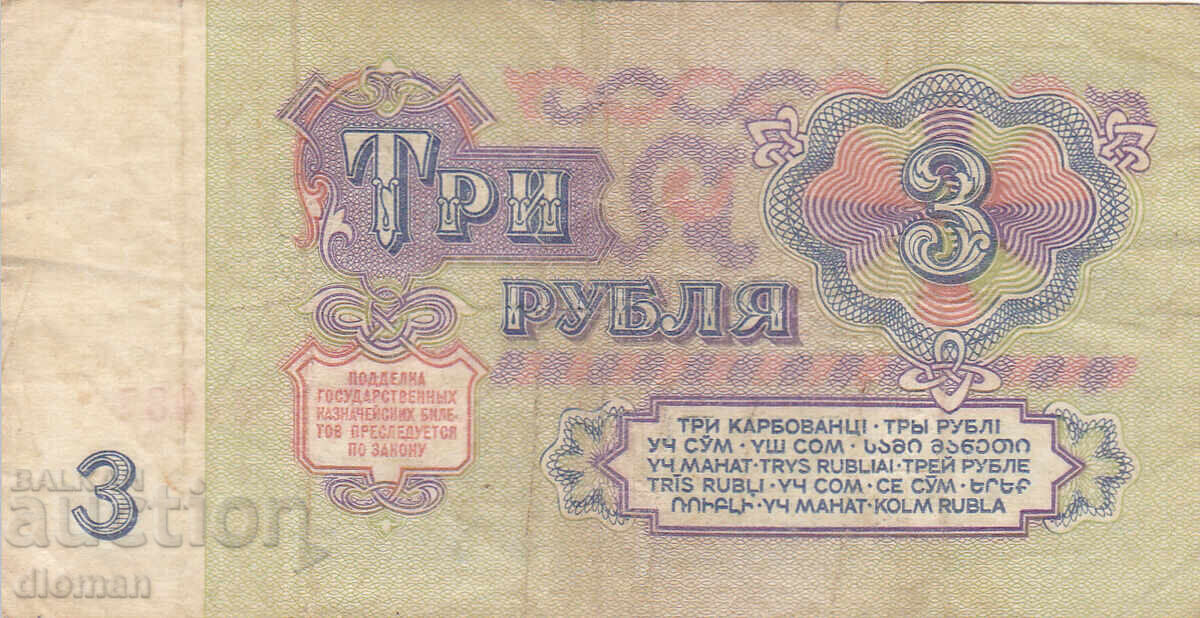 ТРИ
3
РУБЛЯ
ПОДДЕЛКА
ГОСУДАРСТВЕННЫХ
КАЗНАЧЕЙСКИХ БИЛЕ-
ТОВ ПРЕСЛЕДУЕТСЯ
ПО ЗАКОНУ
ТРИ КАРБОВАНЦІ · ТРЫ РУБЛІ
УЧ СЎМ · ҮШ СОМ · ᲡᲐᲛᲘ ᲛᲐᲜᲔᲗᲘ
ҮЧ МАНАТ · TRYS RUBLIAI · ТРЕЙ РУБЛЕ
TRĪS RUBĻI · ҮЧ СОМ · СЕ СӮМ · ԵՐԵՔ
ՌՈՒԲԼԻ · ҮЧ МАНАТ · KOLM RUBLA
3
BALKAN
auction
dloman